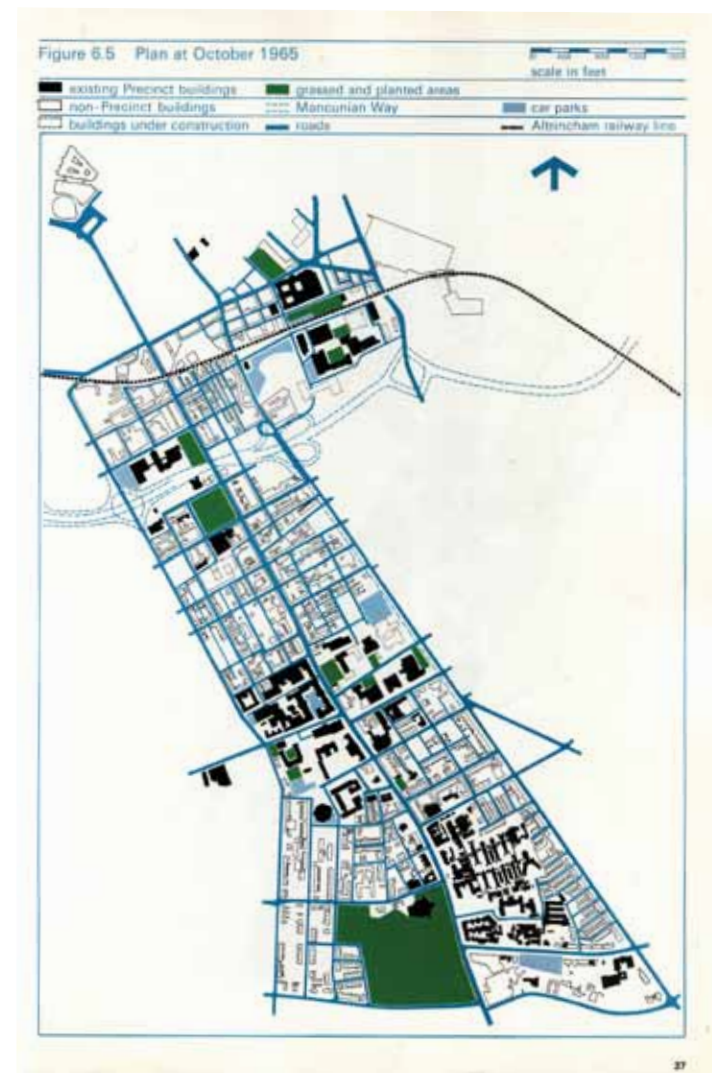 Figure 6.5 Plan at October 1965
scale in feet
existing Precinct buildings
grassed and planted areas
non-Precinct buildings
Mancunian Way
car parks
buildings under construction
roads
Altrincham railway line
37